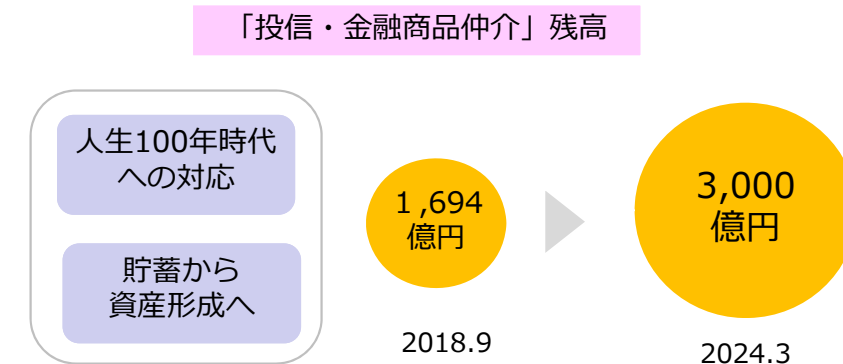 「投信・金融商品仲介」残高
人生100年時代
への対応
貯蓄から
資産形成へ
1,694
億円
2018.9
3,000
億円
2024.3